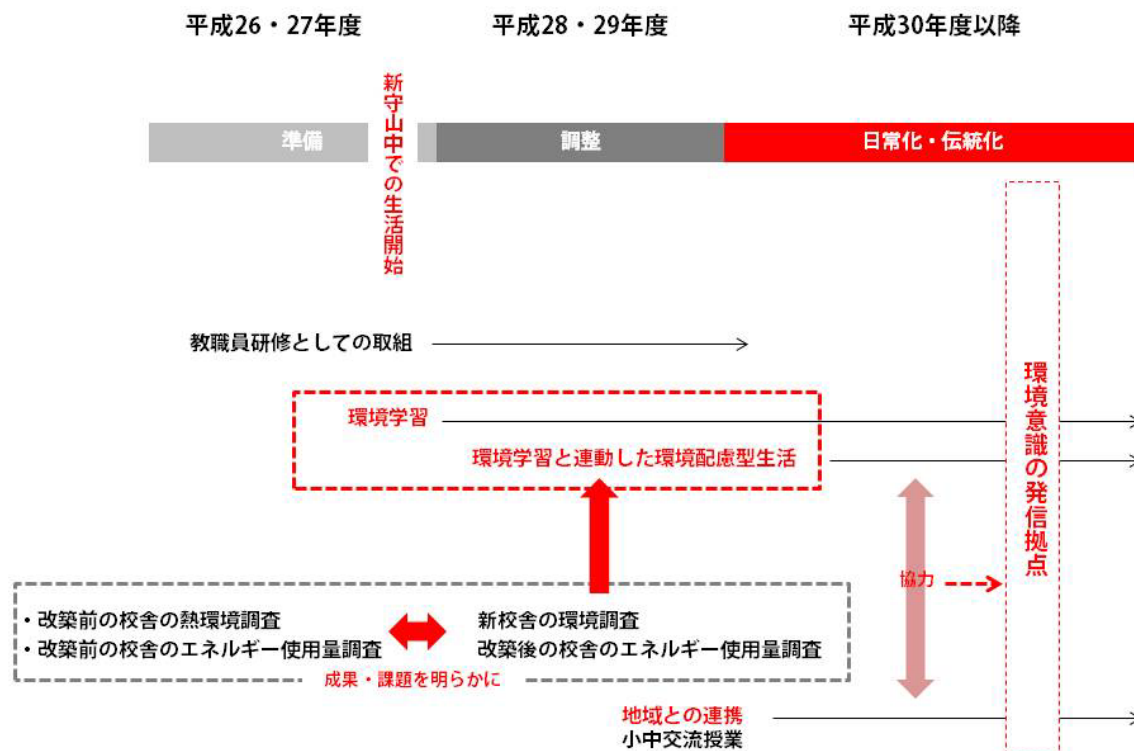 平成26・27年度
平成28・29年度
平成30年度以降
準備
新守山中での生活開始
調整
日常化・伝統化
教職員研修としての取組
環境学習
環境学習と連動した環境配慮型生活
環境意識の発信拠点
協力
・改築前の校舎の熱環境調査
・改築前の校舎のエネルギー使用量調査
新校舎の環境調査
改築後の校舎のエネルギー使用量調査
成果・課題を明らかに
地域との連携
小中交流授業